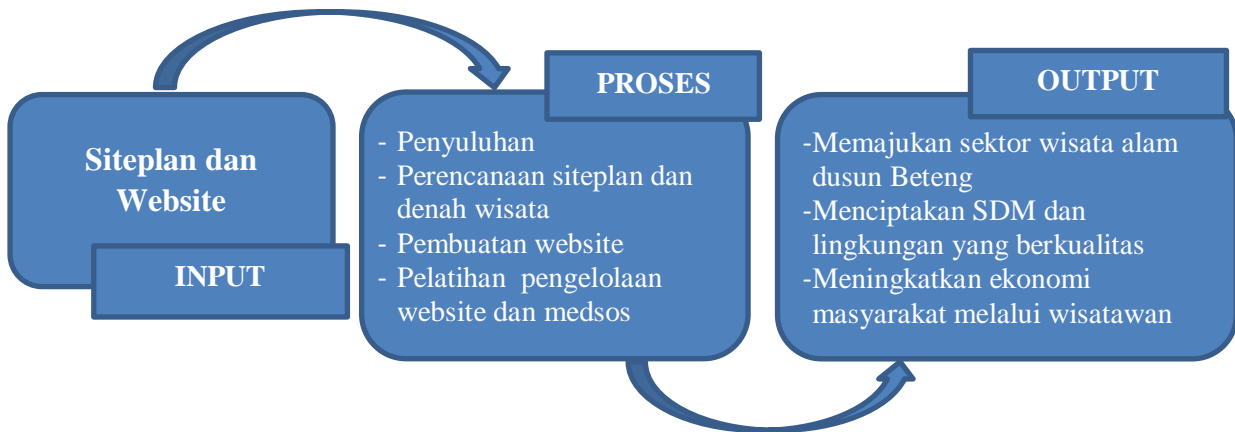 Siteplan dan
Website
INPUT
PROSES
- Penyuluhan
- Perencanaan siteplan dan
denah wisata
- Pembuatan website
- Pelatihan pengelolaan
website dan medsos
OUTPUT
-Memajukan sektor wisata alam
dusun Beteng
-Menciptakan SDM dan
lingkungan yang berkualitas
-Meningkatkan ekonomi
masyarakat melalui wisatawan